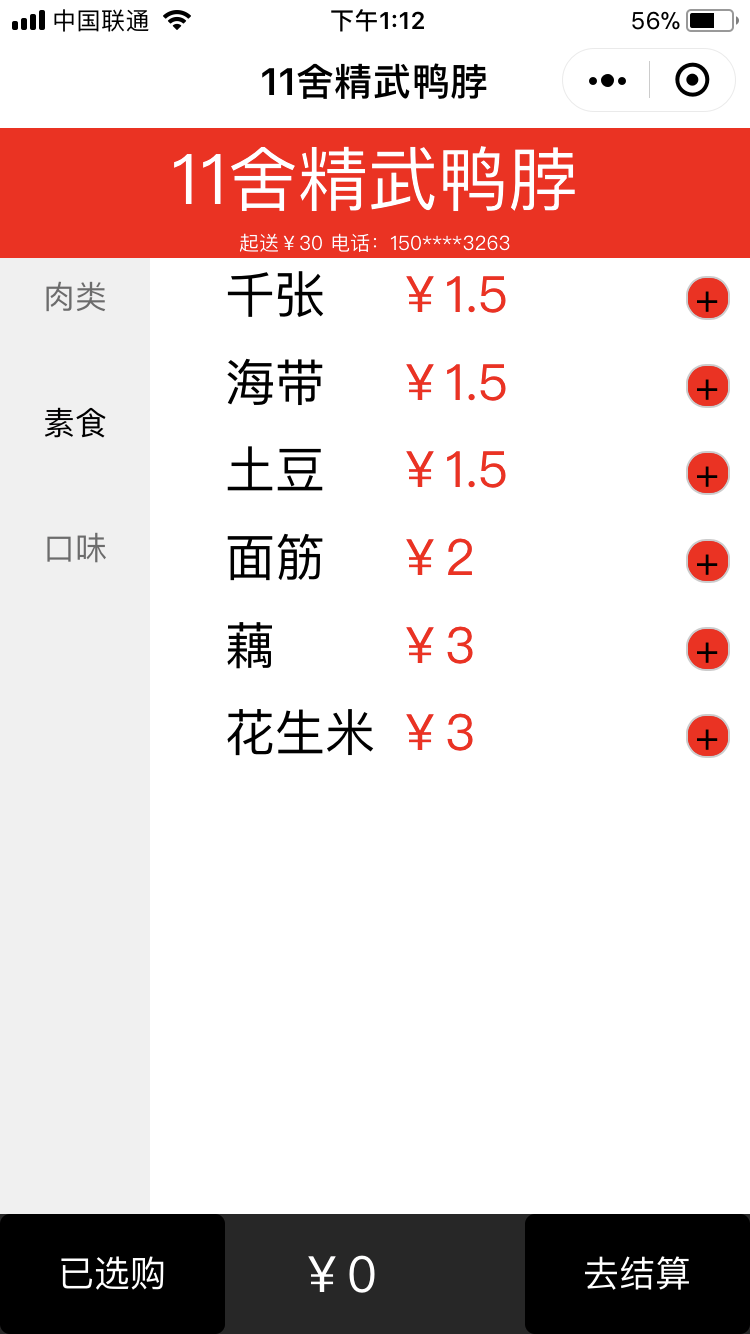 中国联通 下午1:12 56%
11舍精武鸭脖
11舍精武鸭脖
起送￥30 电话：150****3263
肉类
素食
口味
千张 ￥1.5 +
海带 ￥1.5 +
土豆 ￥1.5 +
面筋 ￥2 +
藕 ￥3 +
花生米 ￥3 +
已选购 ￥0 去结算